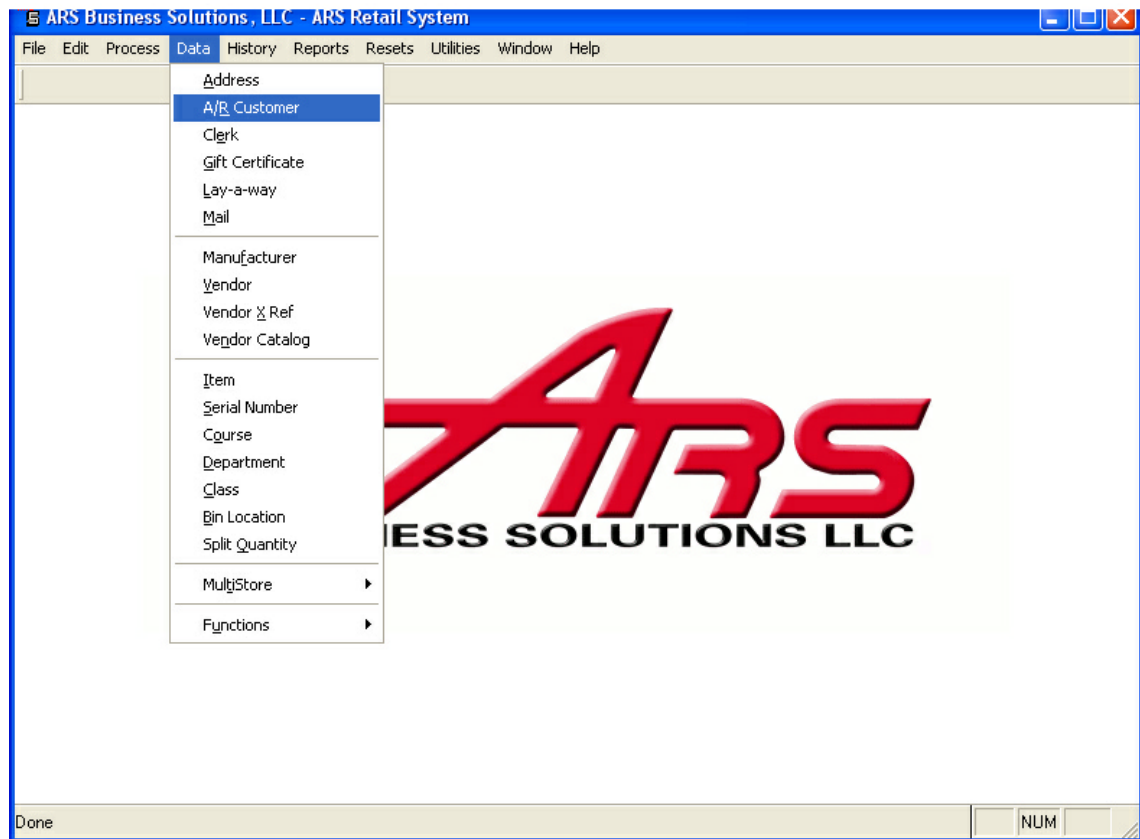 ARS Business Solutions, LLC - ARS Retail System
File Edit Process Data History Reports Resets Utilities Window Help
Address
A/R Customer
Clerk
Gift Certificate
Lay-a-way
Mail
Manufacturer
Vendor
Vendor X Ref
Vendor Catalog
Item
Serial Number
Course
Department
Class
Bin Location
Split Quantity
MultiStore
Functions
ARS
INESS SOLUTIONS LLC
Done NUM